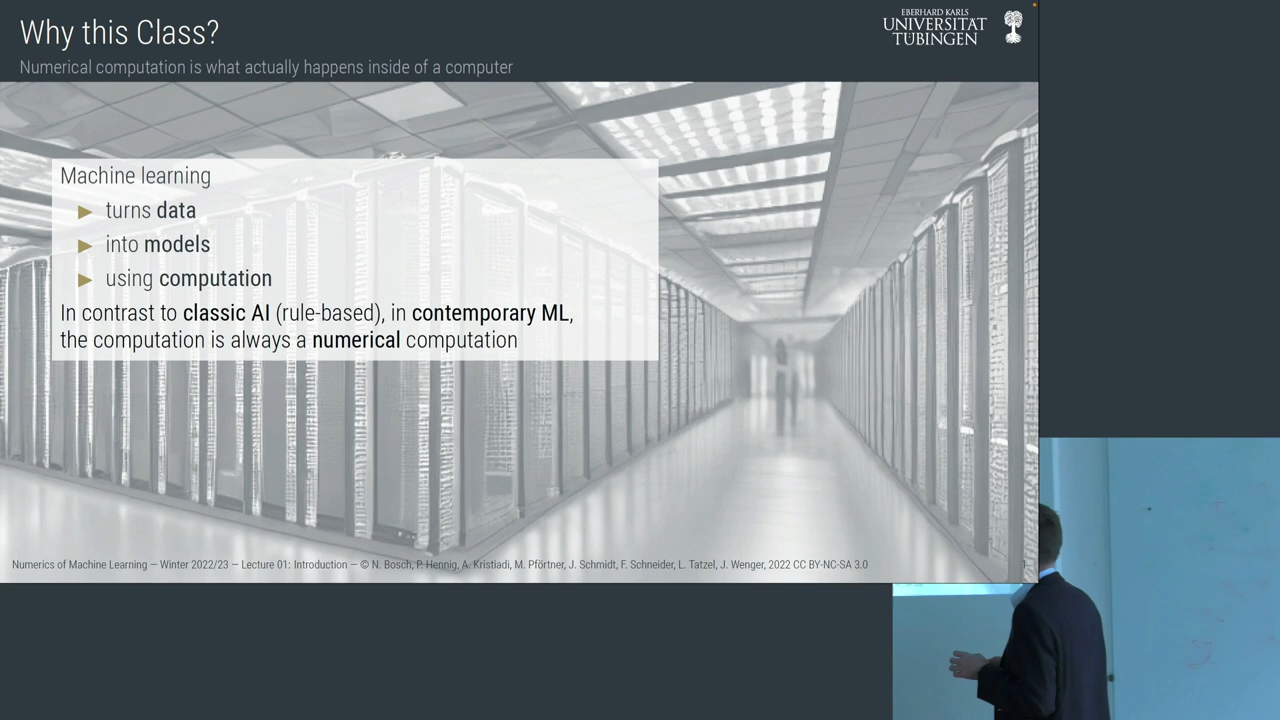 Why this Class?
Numerical computation is what actually happens inside of a computer
EBERHARD KARLS
UNIVERSITÄT
TÜBINGEN
Machine learning
► turns data
► into models
► using computation
In contrast to classic AI (rule-based), in contemporary ML,
the computation is always a numerical computation
Numerics of Machine Learning — Winter 2022/23 — Lecture 01: Introduction — © N. Bosch, P. Hennig, A. Kristiadi, M. Pförtner, J. Schmidt, F. Schneider, L. Tatzel, J. Wenger, 2022 CC BY-NC-SA 3.0
1